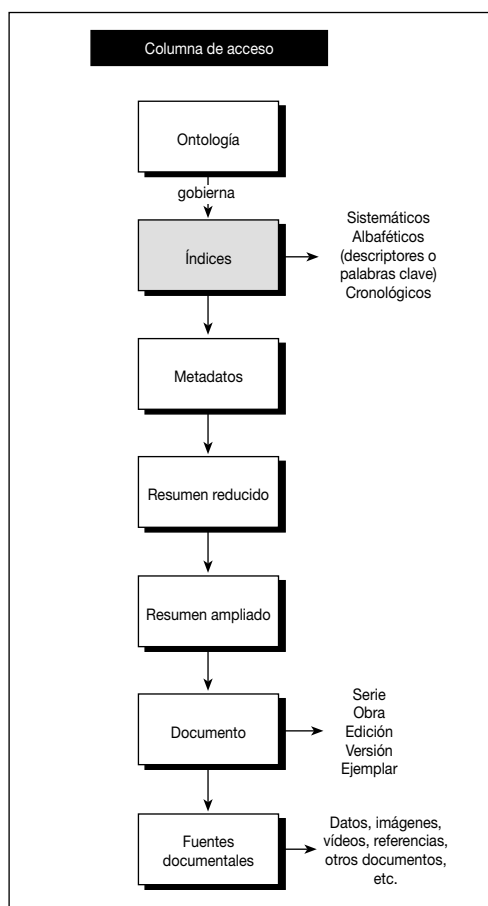 Columna de acceso
Ontología
gobierna
Índices
Sistemáticos
Albaféticos
(descriptores o
palabras clave)
Cronológicos
Metadatos
Resumen reducido
Resumen ampliado
Documento
Serie
Obra
Edición
Versión
Ejemplar
Fuentes
documentales
Datos, imágenes,
vídeos, referencias,
otros documentos,
etc.